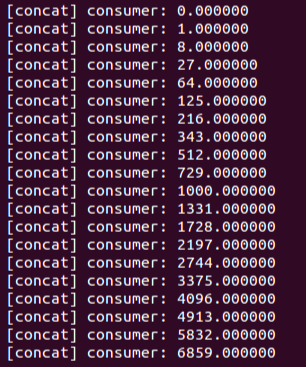 [concat] consumer: 0.000000
[concat] consumer: 1.000000
[concat] consumer: 8.000000
[concat] consumer: 27.000000
[concat] consumer: 64.000000
[concat] consumer: 125.000000
[concat] consumer: 216.000000
[concat] consumer: 343.000000
[concat] consumer: 512.000000
[concat] consumer: 729.000000
[concat] consumer: 1000.000000
[concat] consumer: 1331.000000
[concat] consumer: 1728.000000
[concat] consumer: 2197.000000
[concat] consumer: 2744.000000
[concat] consumer: 3375.000000
[concat] consumer: 4096.000000
[concat] consumer: 4913.000000
[concat] consumer: 5832.000000
[concat] consumer: 6859.000000